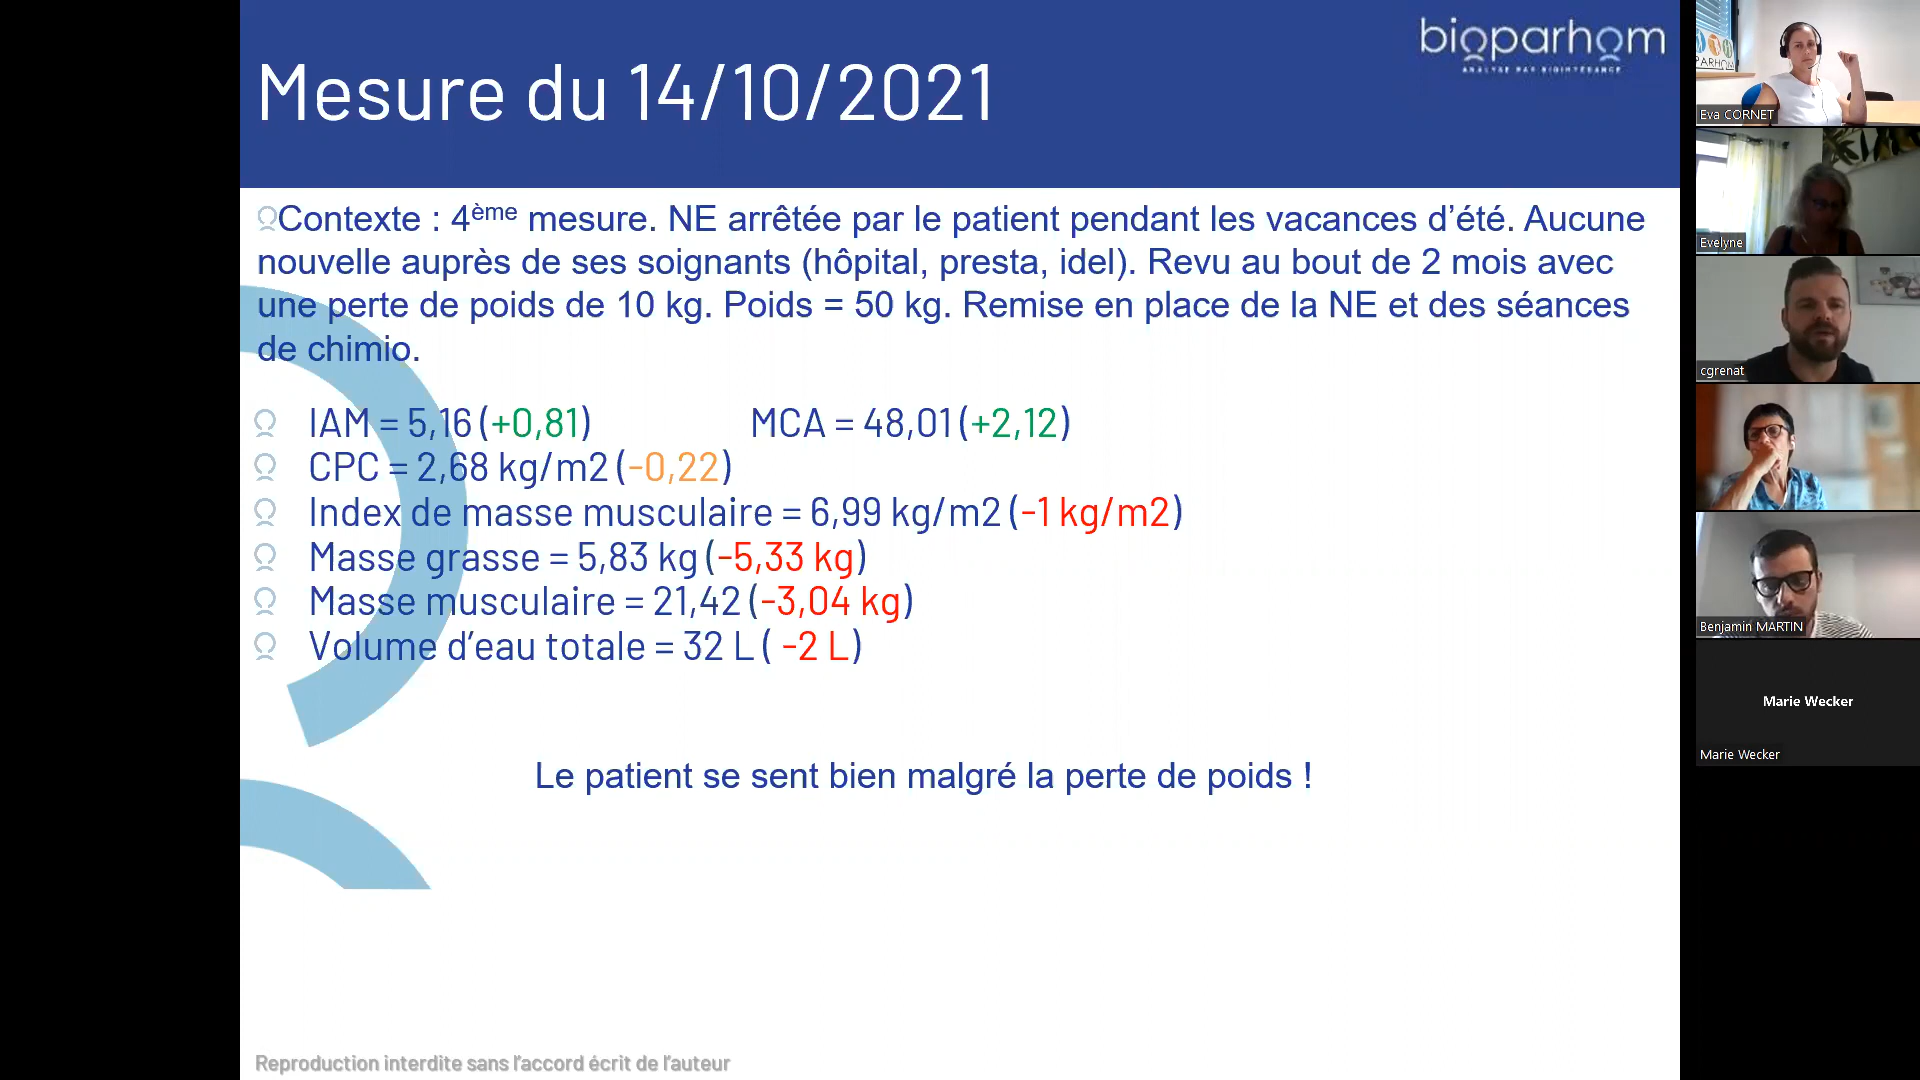 bioparhom
ANALYSE PAR BIOIMPÉDANCE
Mesure du 14/10/2021
Contexte : 4ème mesure. NE arrêtée par le patient pendant les vacances d’été. Aucune
nouvelle auprès de ses soignants (hôpital, presta, idel). Revu au bout de 2 mois avec
une perte de poids de 10 kg. Poids = 50 kg. Remise en place de la NE et des séances
de chimio.
IAM = 5,16 (+0,81) MCA = 48,01 (+2,12)
CPC = 2,68 kg/m2 (-0,22)
Index de masse musculaire = 6,99 kg/m2 (-1 kg/m2)
Masse grasse = 5,83 kg (-5,33 kg)
Masse musculaire = 21,42 (-3,04 kg)
Volume d’eau totale = 32 L ( -2 L)
Le patient se sent bien malgré la perte de poids !
Reproduction interdite sans l’accord écrit de l’auteur
Eva CORNET
Evelyne
cgrenat
Benjamin MARTIN
Marie Wecker
Marie Wecker